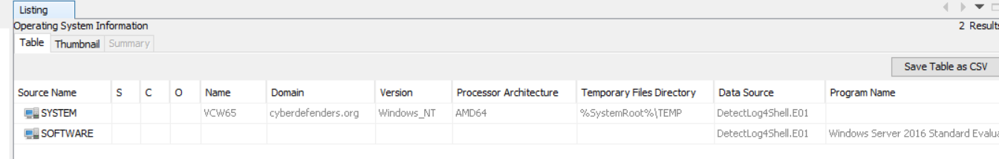 Listing
Operating System Information 2 Results
Table Thumbnail Summary
Save Table as CSV
Source Name S C O Name Domain Version Processor Architecture Temporary Files Directory Data Source Program Name
SYSTEM VCW65 cyberdefenders.org Windows_NT AMD64 %SystemRoot%\TEMP DetectLog4Shell.E01
SOFTWARE DetectLog4Shell.E01 Windows Server 2016 Standard Evalua